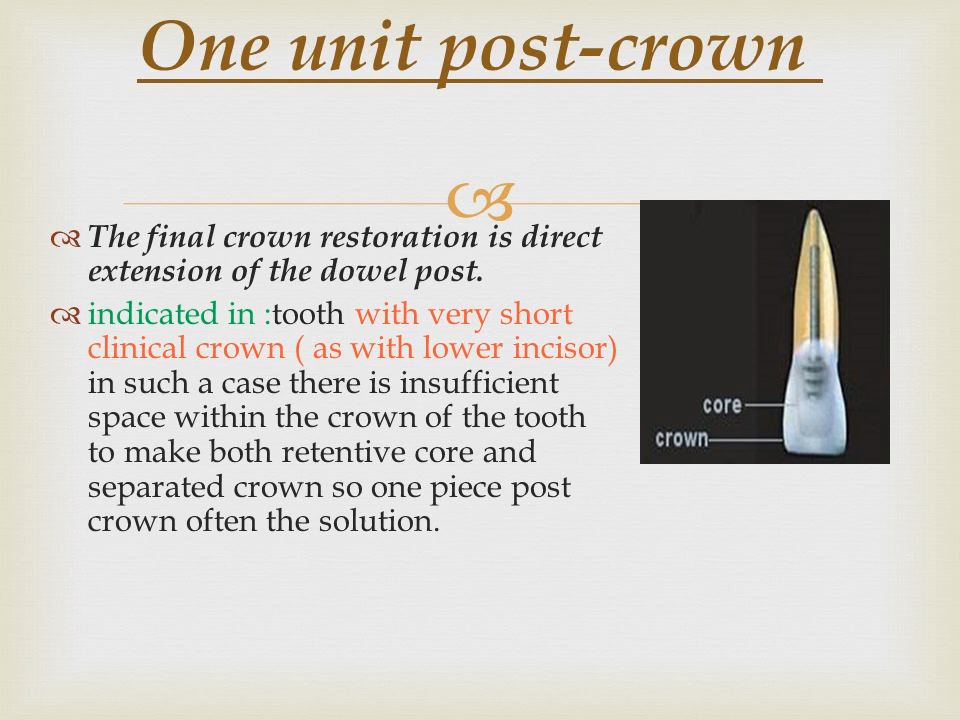 One unit post-crown
The final crown restoration is direct
extension of the dowel post.
indicated in :tooth with very short
clinical crown ( as with lower incisor)
in such a case there is insufficient
space within the crown of the tooth
to make both retentive core and
separated crown so one piece post
crown often the solution.
core
crown